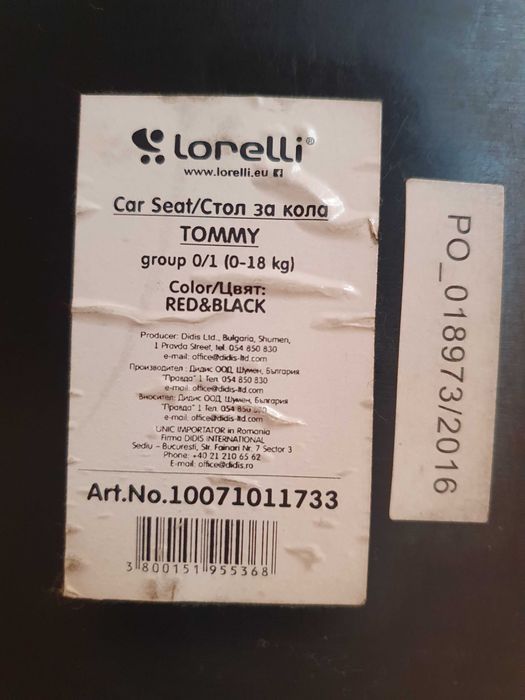 Lorelli®
www.lorelli.eu
Car Seat/Стол за кола
TOMMY
group 0/1 (0-18 kg)
Color/Цвят:
RED&BLACK
Producer: Didis Ltd., Bulgaria, Shumen,
1 Pravda Street, tel. 054 850 830
e-mail: office@didis-ltd.com
Производител : Дидис ООД, Шумен, България
"Правда" 1 Тел. 054 850 830
e-mail: office@didis-ltd.com
Вносител: Дидис ООД, Шумен, България
"Правда" 1 Тел. 054 850 830
e-mail: office@didis-ltd.com
UNIC IMPORTATOR in Romania
Firma DIDIS INTERNATIONAL
Sediu - Bucuresti, Str. Fainari Nr. 7 Sector 3
Phone: +40 21 210 65 62
E-mail: office@didis.ro
Art.No.10071011733
3 800151 955368
PO_018973/2016